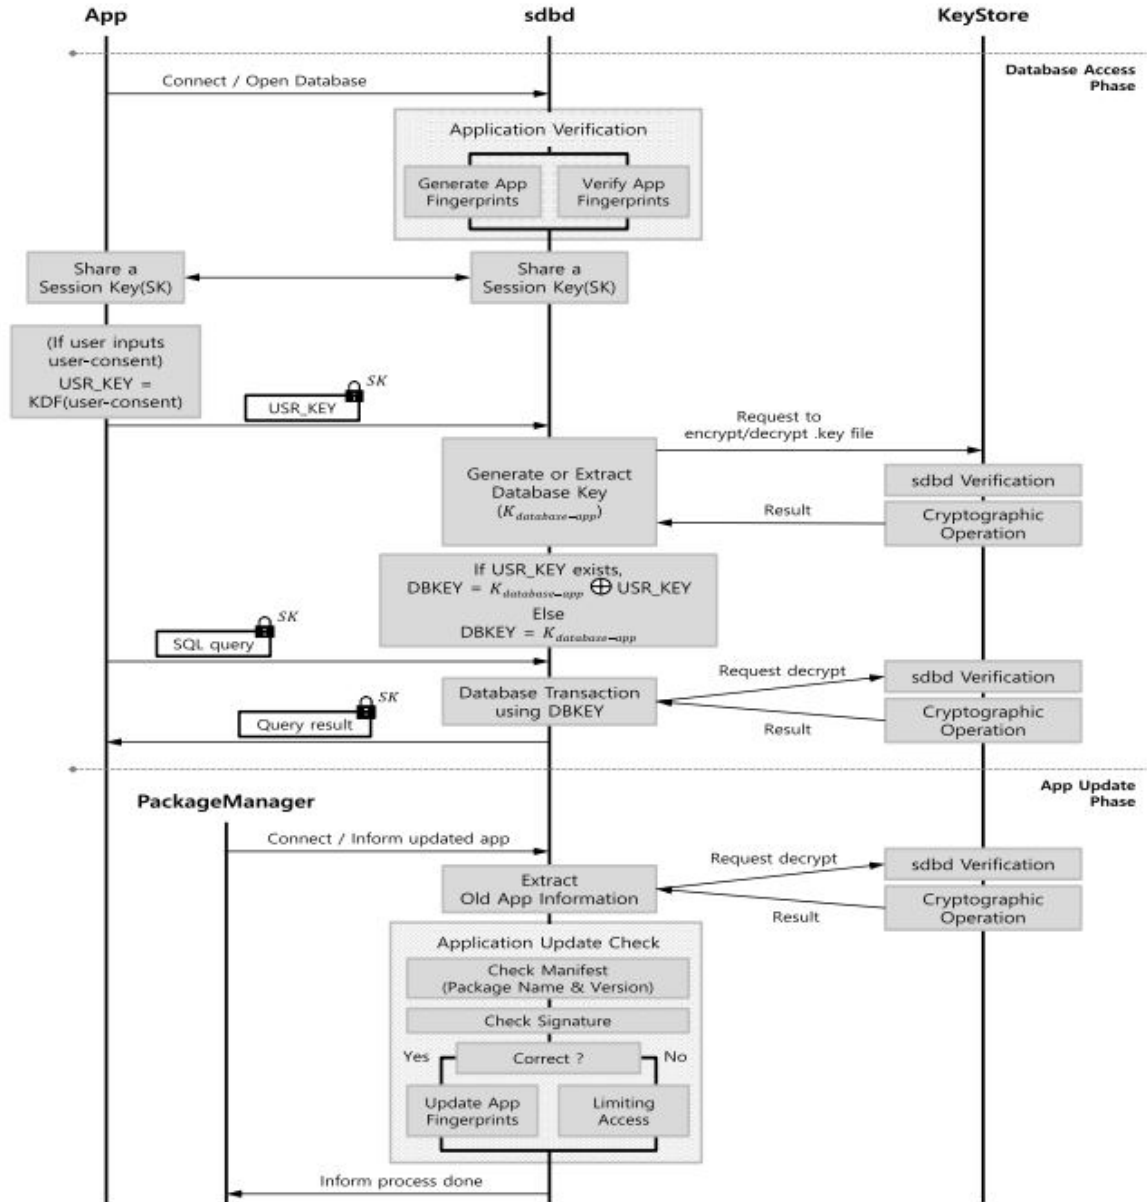 App
sdbd
KeyStore
Database Access
Phase
Connect / Open Database
Application Verification
Generate App
Fingerprints
Verify App
Fingerprints
Share a
Session Key(SK)
Share a
Session Key(SK)
(If user inputs
user-consent)
USR_KEY =
KDF(user-consent)
SK
USR_KEY
Request to
encrypt/decrypt .key file
Generate or Extract
Database Key
(K_database-app)
sdbd Verification
Result
Cryptographic
Operation
If USR_KEY exists,
DBKEY = K_database-app ⊕ USR_KEY
Else
DBKEY = K_database-app
SK
SQL query
Request decrypt
sdbd Verification
Database Transaction
using DBKEY
SK
Query result
Result
Cryptographic
Operation
App Update
Phase
PackageManager
Connect / Inform updated app
Request decrypt
sdbd Verification
Extract
Old App Information
Result
Cryptographic
Operation
Application Update Check
Check Manifest
(Package Name & Version)
Check Signature
Yes
Correct ?
No
Update App
Fingerprints
Limiting
Access
Inform process done